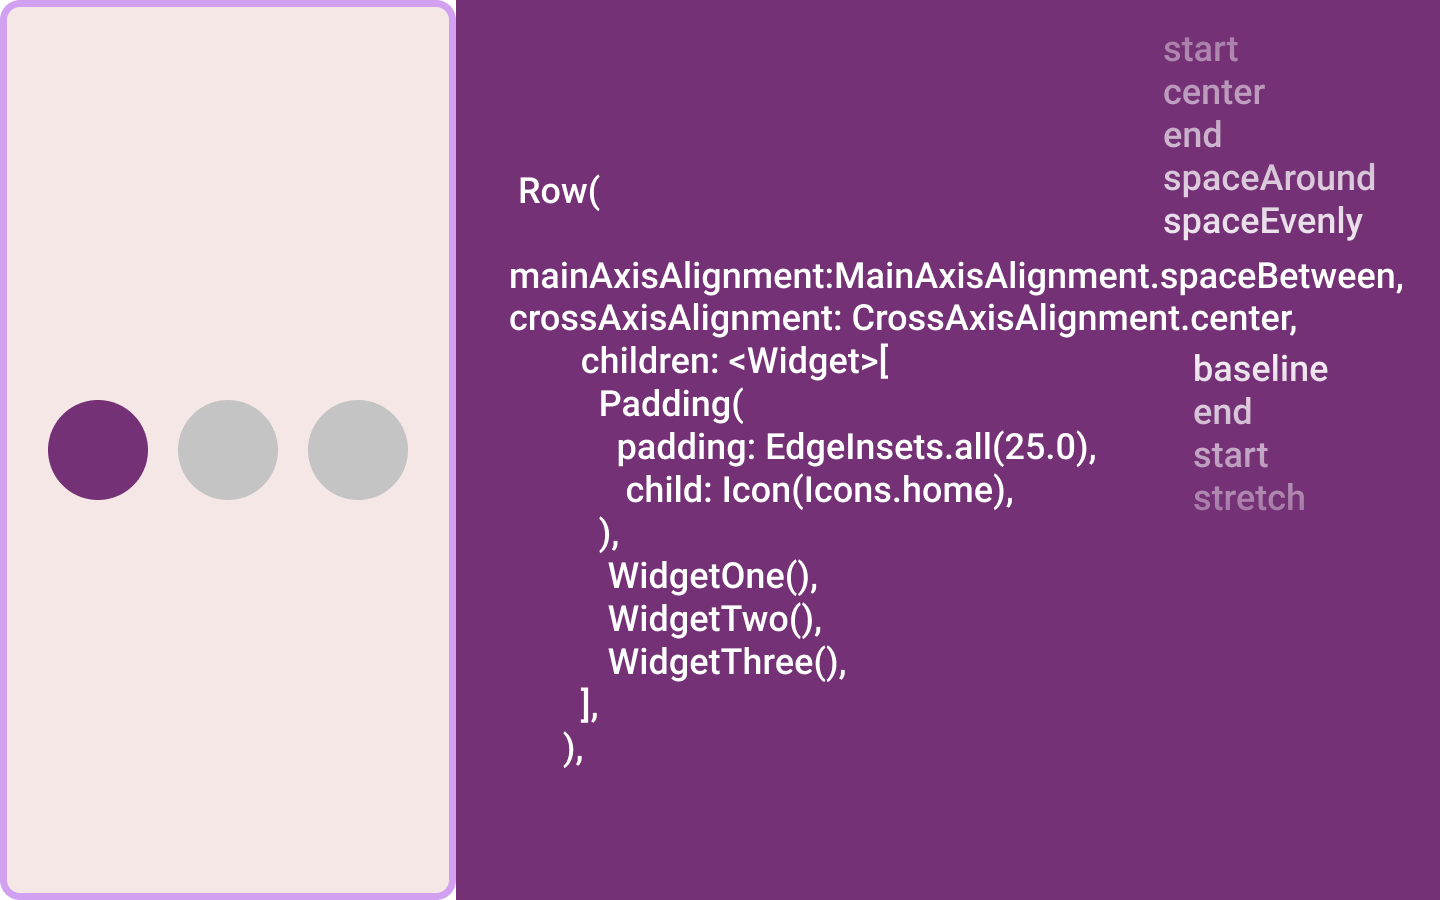 start
center
end
spaceAround
spaceEvenly
Row(
mainAxisAlignment:MainAxisAlignment.spaceBetween,
crossAxisAlignment: CrossAxisAlignment.center,
children: <Widget>[
Padding(
padding: EdgeInsets.all(25.0),
child: Icon(Icons.home),
),
WidgetOne(),
WidgetTwo(),
WidgetThree(),
],
),
baseline
end
start
stretch